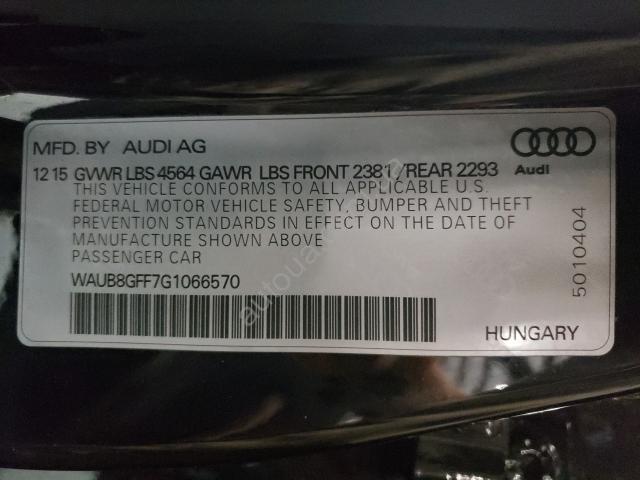 MFD. BY AUDI AG
Audi
12 15 GVWR LBS 4564 GAWR LBS FRONT 2381 /REAR 2293
THIS VEHICLE CONFORMS TO ALL APPLICABLE U.S.
FEDERAL MOTOR VEHICLE SAFETY, BUMPER AND THEFT
PREVENTION STANDARDS IN EFFECT ON THE DATE OF
MANUFACTURE SHOWN ABOVE
PASSENGER CAR
WAUB8GFF7G1066570
5010404
HUNGARY